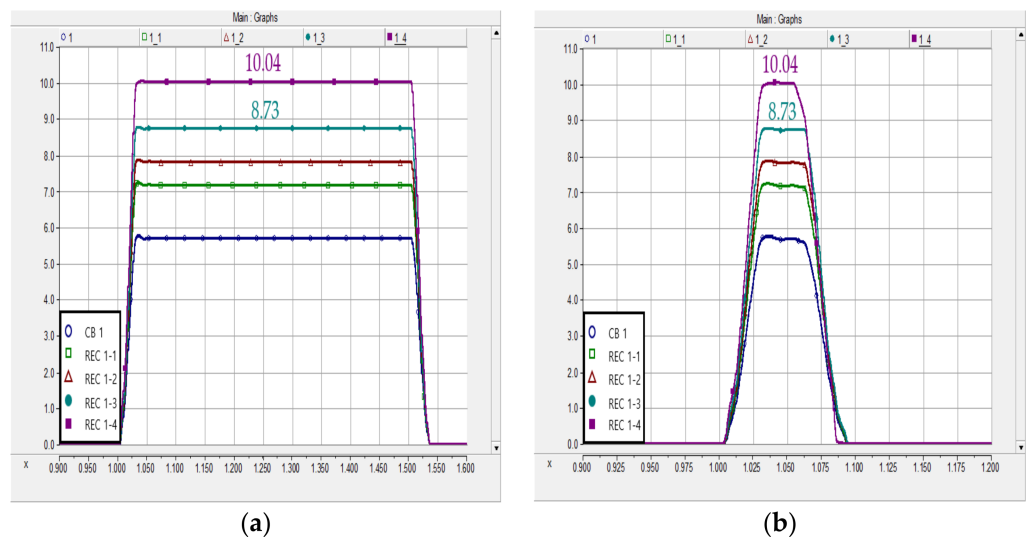 Main : Graphs
1 1_1 1_2 1_3 1_4
11.0
10.0
9.0
8.0
7.0
6.0
5.0
4.0
3.0
2.0
1.0
0.0
10.04
8.73
CB 1
REC 1-1
REC 1-2
REC 1-3
REC 1-4
x 0.900 0.950 1.000 1.050 1.100 1.150 1.200 1.250 1.300 1.350 1.400 1.450 1.500 1.550 1.600
(a)
Main : Graphs
1 1_1 1_2 1_3 1_4
11.0
10.0
9.0
8.0
7.0
6.0
5.0
4.0
3.0
2.0
1.0
0.0
10.04
8.73
CB 1
REC 1-1
REC 1-2
REC 1-3
REC 1-4
x 0.900 0.925 0.950 0.975 1.000 1.025 1.050 1.075 1.100 1.125 1.150 1.175 1.200
(b)